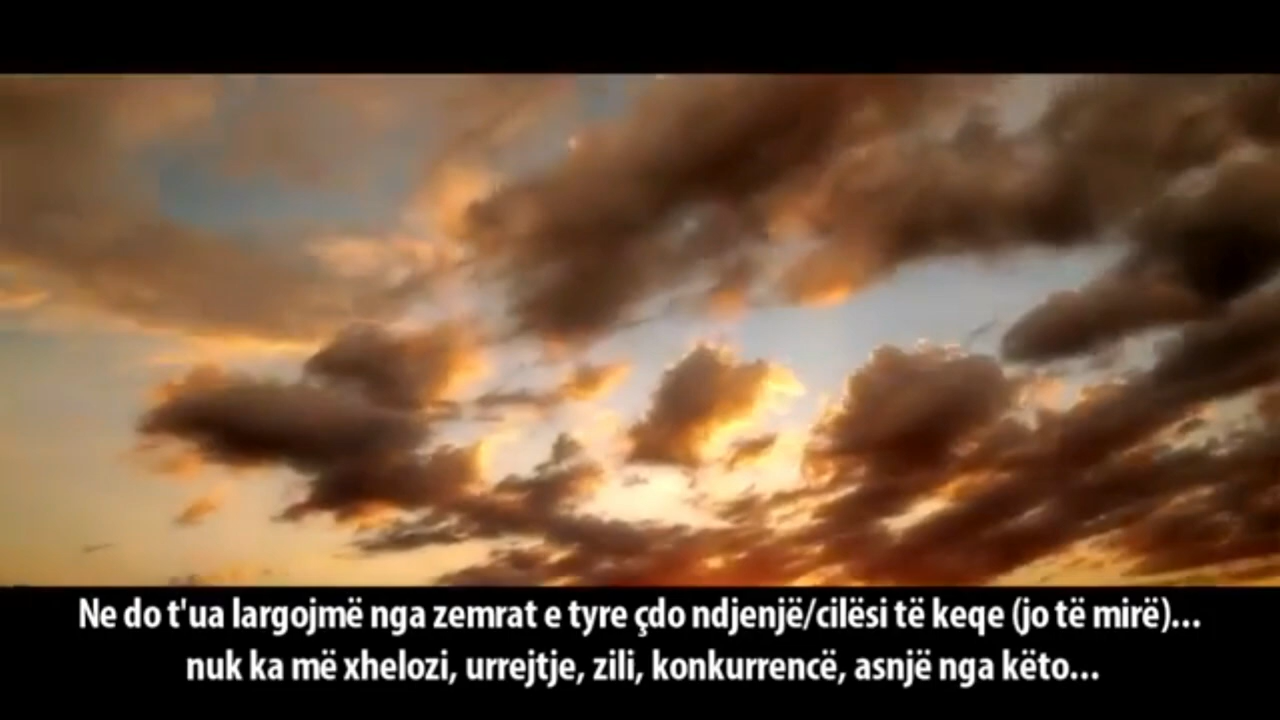 Ne do t'ua largojmë nga zemrat e tyre çdo ndjenjë/cilësi të keqe (jo të mirë)...
nuk ka më xhelozi, urrejtje, zili, konkurrencë, asnjë nga këto...